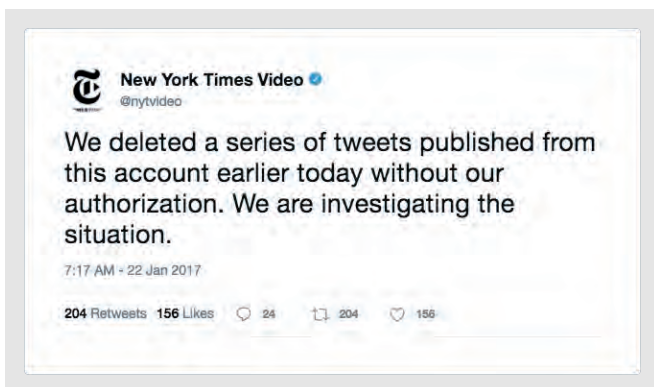 New York Times Video
@nytvideo
We deleted a series of tweets published from
this account earlier today without our
authorization. We are investigating the
situation.
7:17 AM - 22 Jan 2017
204 Retweets 156 Likes 24 204 156